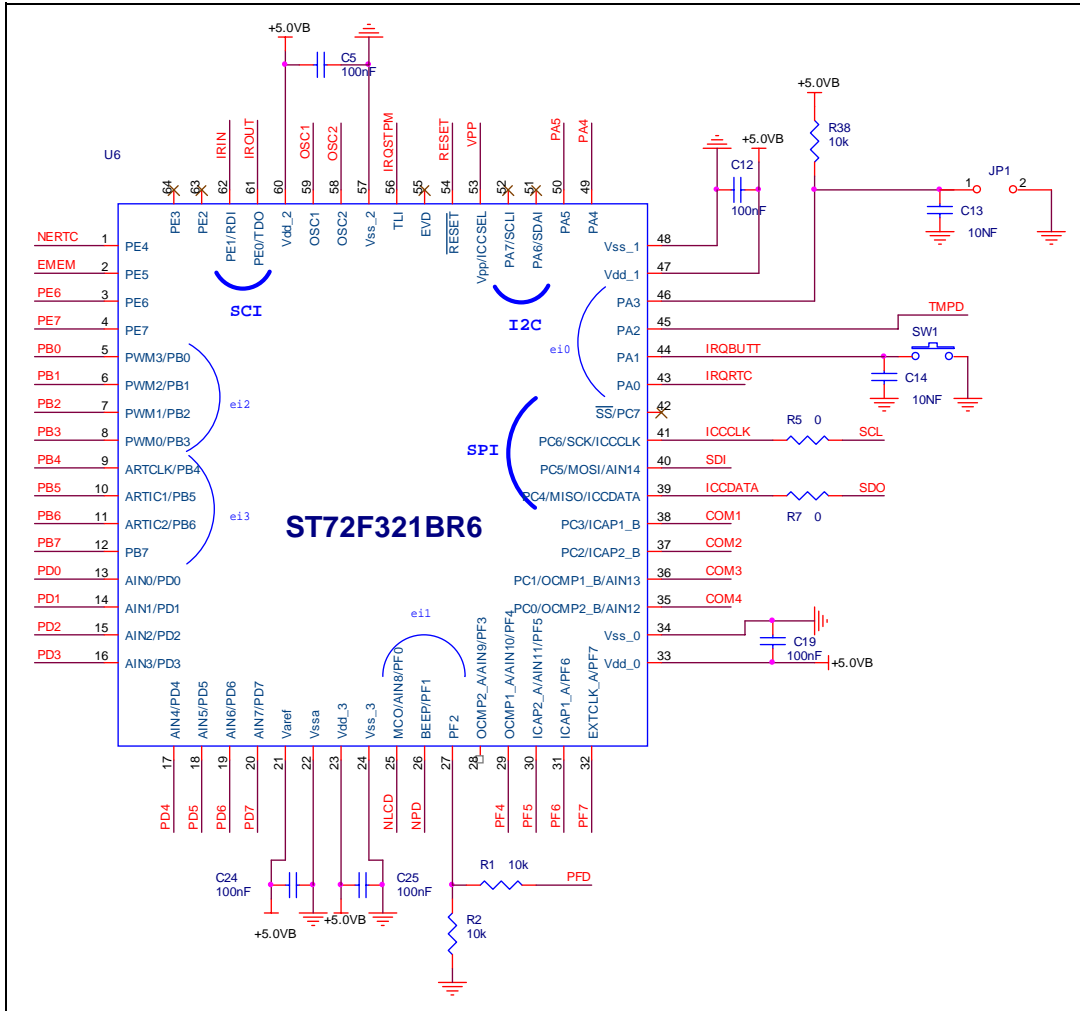 +5.0VB
C5
100nF
+5.0VB
R38
10k
+5.0VB
C12
100nF
JP1
1
2
C13
10NF
U6
IRIN
IROUT
OSC1
OSC2
IRQSTPM
RESET
VPP
PA5
PA4
64
63
62
61
60
59
58
57
56
55
54
53
52
51
50
49
PE3
PE2
PE1/RDI
PE0/TDO
Vdd_2
OSC1
OSC2
Vss_2
TLI
EVD
RESET
Vpp/ICCSEL
PA7/SCLI
PA6/SDAI
PA5
PA4
SCI
I2C
SPI
ei0
ei2
ei3
ei1
ST72F321BR6
NERTC 1 PE4
EMEM 2 PE5
PE6 3 PE6
PE7 4 PE7
PB0 5 PWM3/PB0
PB1 6 PWM2/PB1
PB2 7 PWM1/PB2
PB3 8 PWM0/PB3
PB4 9 ARTCLK/PB4
PB5 10 ARTIC1/PB5
PB6 11 ARTIC2/PB6
PB7 12 PB7
PD0 13 AIN0/PD0
PD1 14 AIN1/PD1
PD2 15 AIN2/PD2
PD3 16 AIN3/PD3
Vss_1 48
Vdd_1 47
PA3 46
PA2 45 TMPD
PA1 44 IRQBUTT
SW1
C14
10NF
PA0 43 IRQRTC
SS/PC7 42
PC6/SCK/ICCCLK 41 ICCCLK R5 0 SCL
PC5/MOSI/AIN14 40 SDI
PC4/MISO/ICCDATA 39 ICCDATA R7 0 SDO
PC3/ICAP1_B 38 COM1
PC2/ICAP2_B 37 COM2
PC1/OCMP1_B/AIN13 36 COM3
PC0/OCMP2_B/AIN12 35 COM4
Vss_0 34
Vdd_0 33
C19
100nF
+5.0VB
AIN4/PD4
AIN5/PD5
AIN6/PD6
AIN7/PD7
Varef
Vssa
Vdd_3
Vss_3
MCO/AIN8/PF0
BEEP/PF1
PF2
OCMP2_A/AIN9/PF3
OCMP1_A/AIN10/PF4
ICAP2_A/AIN11/PF5
ICAP1_A/PF6
EXTCLK_A/PF7
17
18
19
20
21
22
23
24
25
26
27
28
29
30
31
32
PD4
PD5
PD6
PD7
NLCD
NPD
PF4
PF5
PF6
PF7
C24
100nF
+5.0VB
C25
100nF
+5.0VB
R1 10k PFD
R2
10k